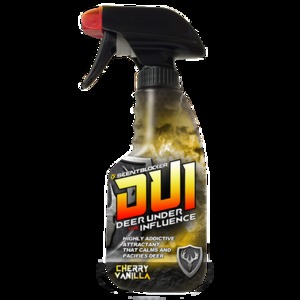 SCENTBLOCKER
DUI
DEER UNDER
INFLUENCE
HIGHLY ADDICTIVE
ATTRACTANT
THAT CALMS AND
PACIFIES DEER
CHERRY
VANILLA